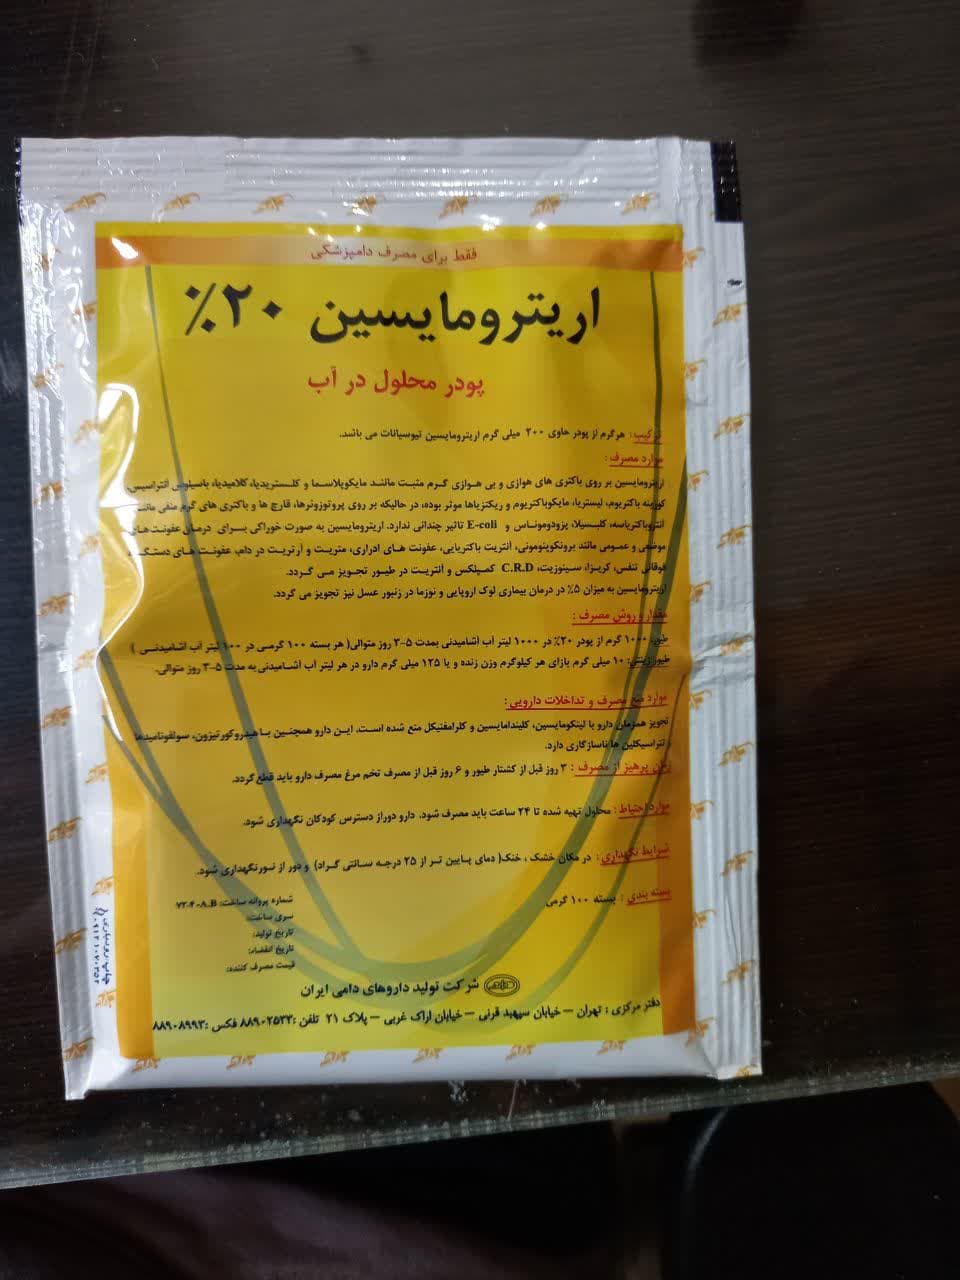 فقط برای مصرف دامپزشکی
اریترومایسین ۲۰٪
پودر محلول در آب
ترکیب: هرگرم از پودر هاوی ۲۰۰ میلی گرم اریترومایسین تیوسیانات می باشد.
موارد مصرف:
اریترومایسین بر روی باکتری های هوازی و بی هوازی گرم مثبت مانند مایکوپلاسما و کلستریدیا، کلامیدیا، باسیلوس آنتراسیس،
کورینه باکتریوم، لیستریا، مایکوباکتریوم و ریکتزیاها موثر بوده، در حالیکه بر روی پروتوزوئرها، قارچ ها و باکتری های گرم منفی مانند
آنتروباکتریاسه، کلبسیلا، پزودوموناس و E-coli تاثیر چندانی ندارد. اریترومایسین به صورت خوراکی برای درمان عفونت های
موضعی و عمومی مانند برونکوپنومونی، آنتریت باکتریایی، عفونت های ادراری، متریت و آرتریت در دام، عفونت های دستگاه
فوقانی تنفس، کریزا، سینوزیت، C.R.D کمپلکس و آنتریت در طیور تجویز می گردد.
اریترومایسین به میزان ۵٪ در درمان بیماری لوک اروپایی و نوزما در زنبور عسل نیز تجویز می گردد.
مقدار و روش مصرف:
طیور: ۱۰۰۰ گرم از پودر ۲۰٪ در ۱۰۰۰ لیتر آب آشامیدنی بمدت ۵-۳ روز متوالی( هر بسته ۱۰۰ گرمی در ۱۰۰ لیتر آب آشامیدنی )
طیور زینتی: ۱۰ میلی گرم بازای هر کیلوگرم وزن زنده و یا ۱۲۵ میلی گرم دارو در هر لیتر آب آشامیدنی به مدت ۵-۳ روز متوالی.
موارد منع مصرف و تداخلات دارویی:
تجویز همزمان دارو با لینکومایسین، کلیندامایسین و کلرامفنیکل منع شده است. این دارو همچنین با هیدروکورتیزون، سولفونامیدها
و تتراسیکلین ها ناسازگاری دارد.
زمان پرهیز از مصرف: ۳ روز قبل از کشتار طیور و ۶ روز قبل از مصرف تخم مرغ مصرف دارو باید قطع گردد.
موارد احتیاط: محلول تهیه شده تا ۲۴ ساعت باید مصرف شود. دارو دوراز دسترس کودکان نگهداری شود.
شرایط نگهداری: در مکان خشک ، خنک( دمای پایین تر از ۲۵ درجه سانتی گراد) و دور از نورنگهداری شود.
بسته بندی: بسته ۱۰۰ گرمی
شماره پروانه ساخت: ۷۳-۴-۸.B
سری ساخت:
تاریخ تولید:
تاریخ انقضاء:
قیمت مصرف کننده:
شرکت تولید داروهای دامی ایران
دفتر مرکزی: تهران – خیابان سپهبد قرنی – خیابان اراک غربی – پلاک ۲۱ تلفن: ۸۸۹۰۲۵۳۳ فکس: ۸۸۹۰۸۹۹۳